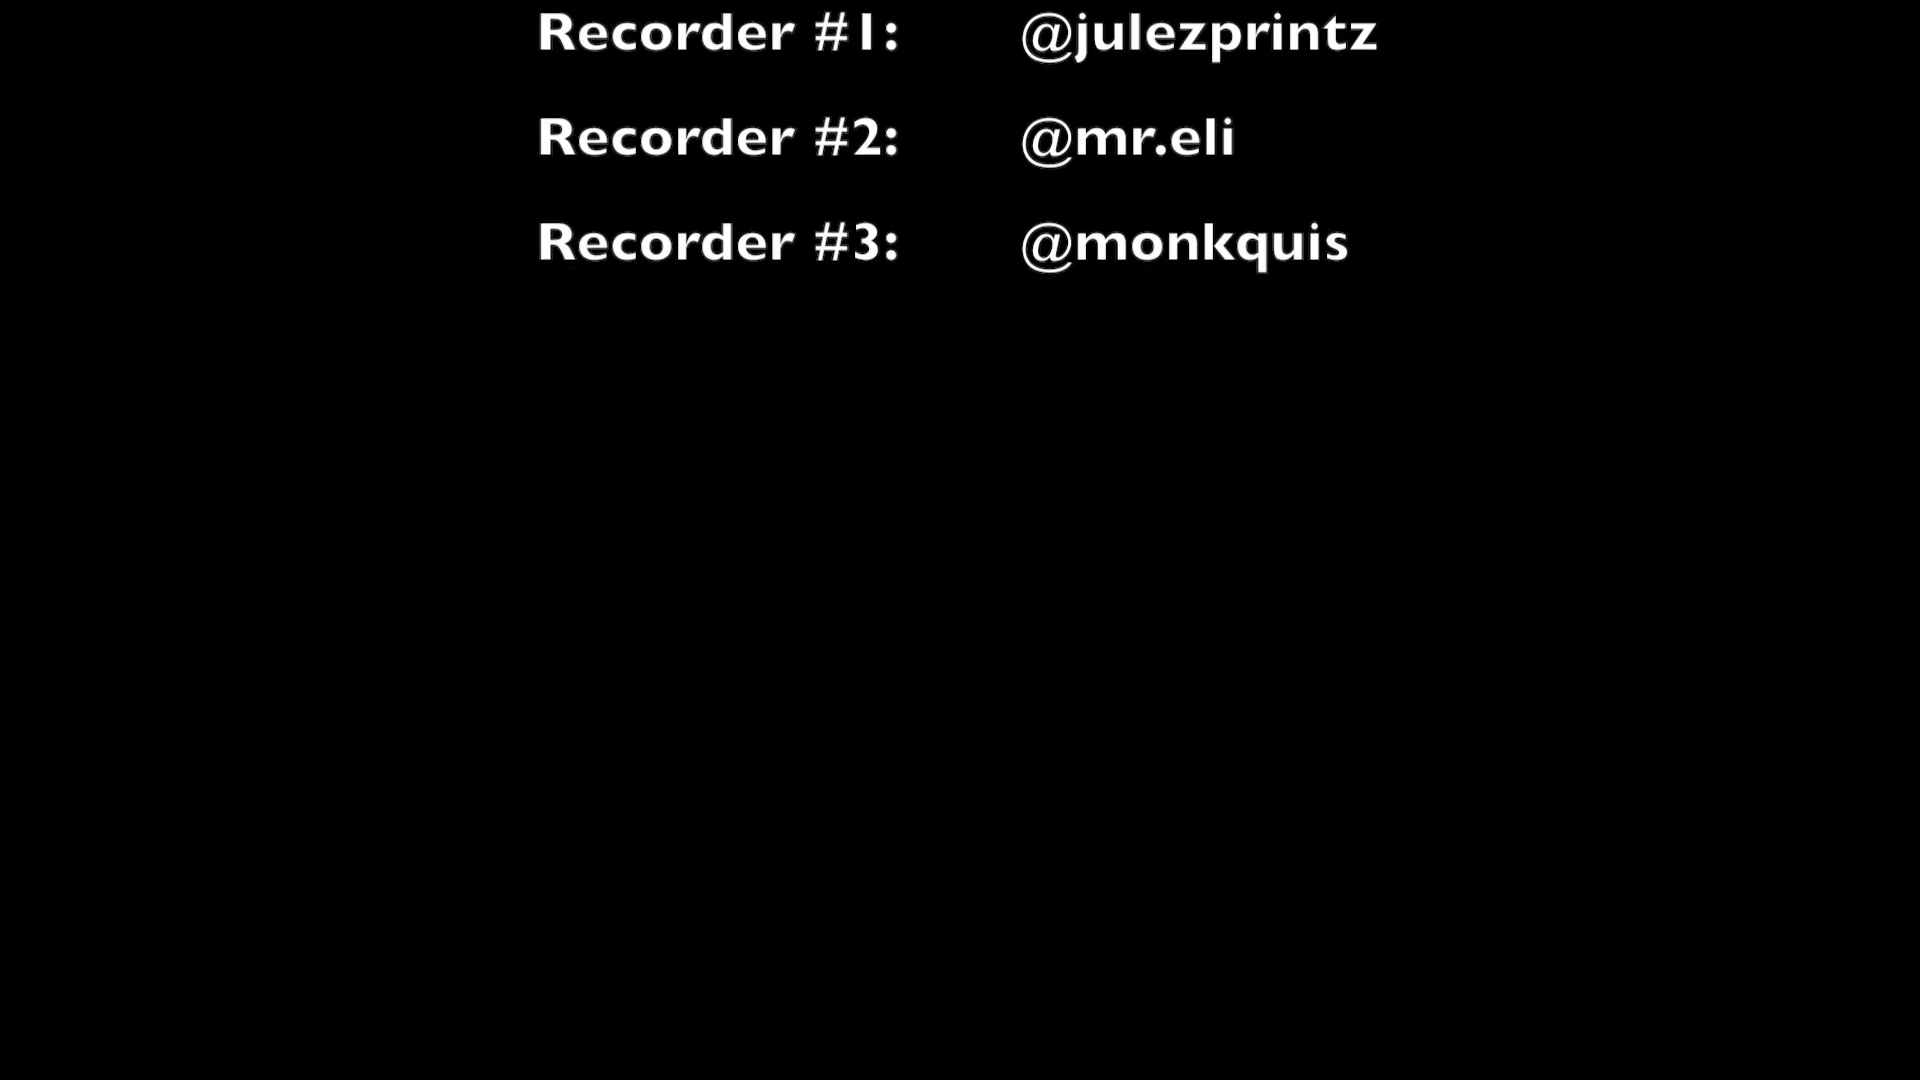 Recorder #1: @julezprintz
Recorder #2: @mr.eli
Recorder #3: @monkquis